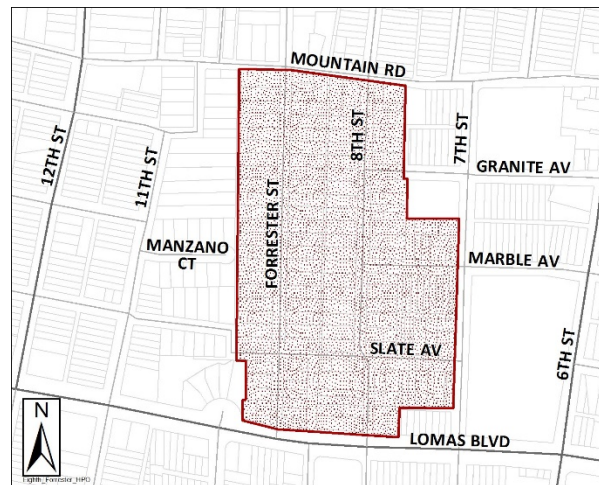 MOUNTAIN RD
12TH ST
11TH ST
8TH ST
7TH ST
GRANITE AV
FORRESTER ST
MANZANO
CT
MARBLE AV
SLATE AV
6TH ST
N
LOMAS BLVD
Eighth_Forrester_HPO